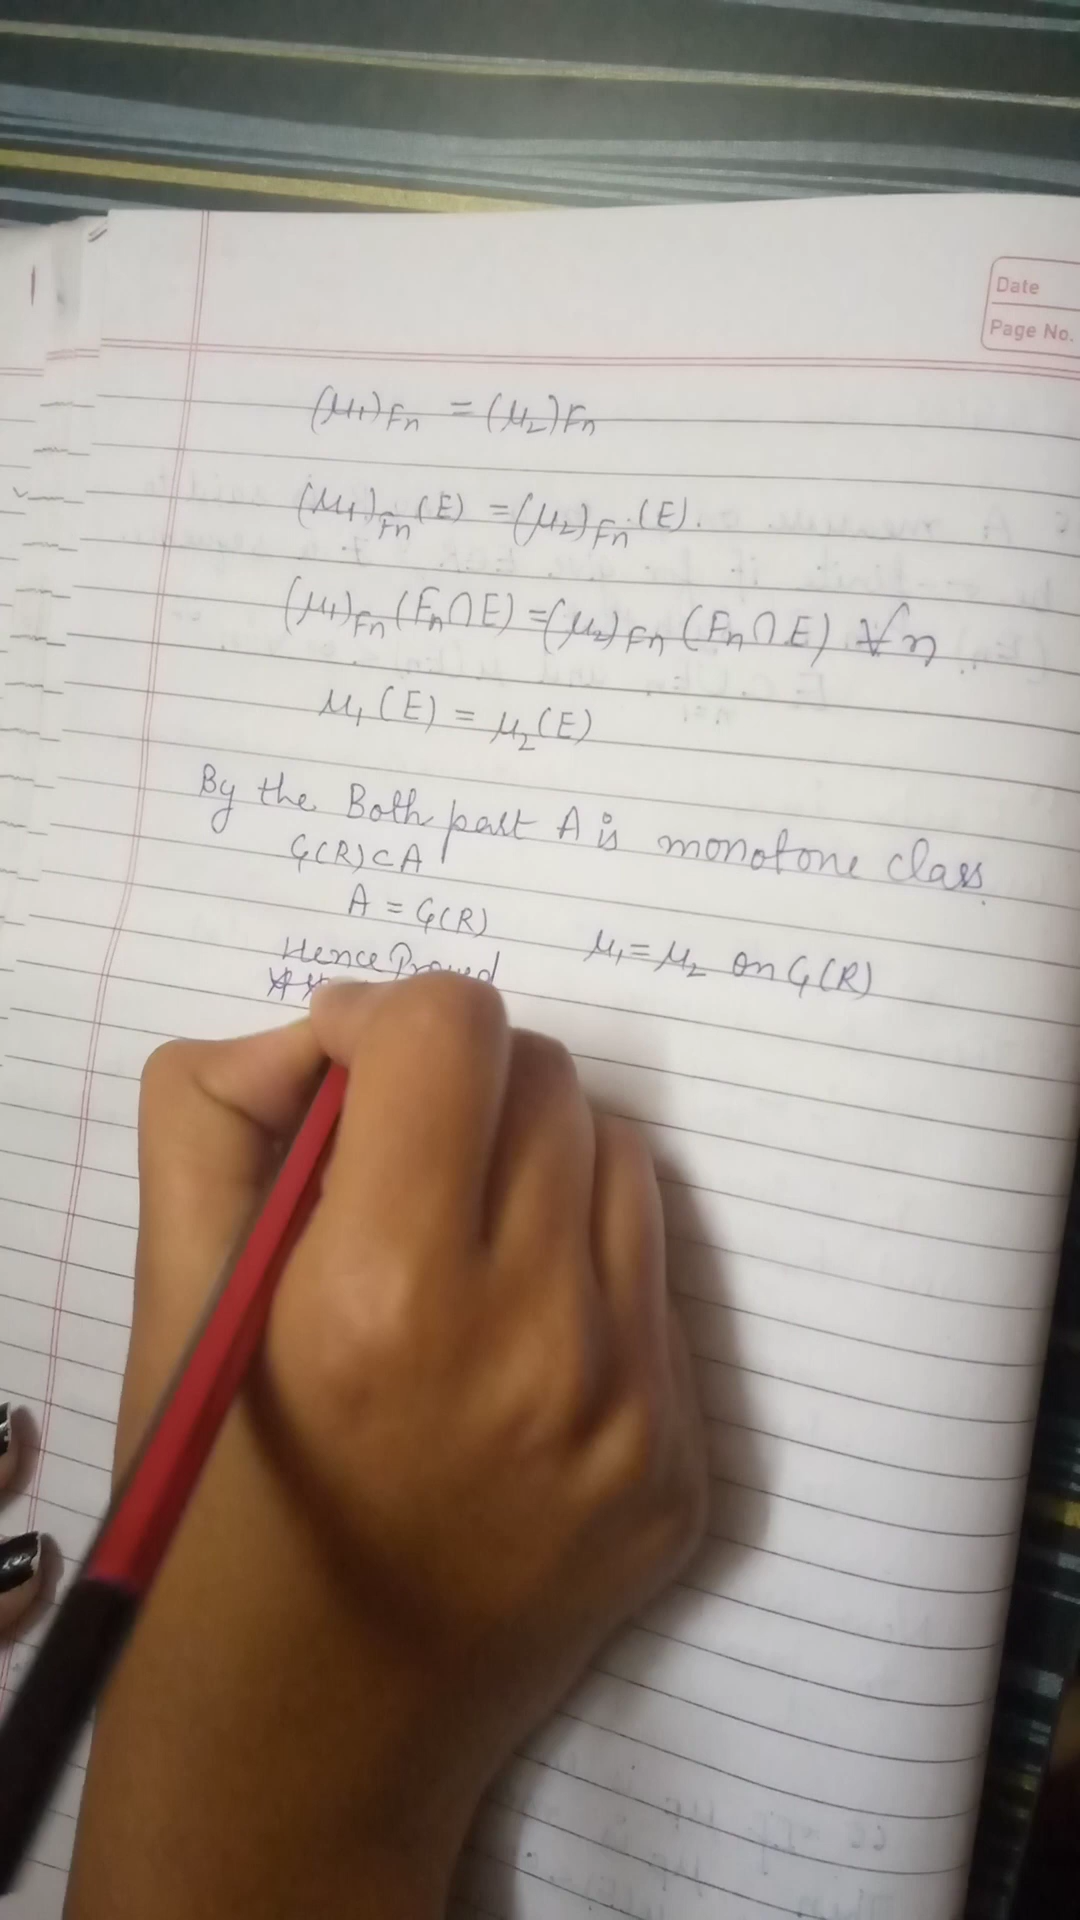 Date
Page No.
(μ₁)Fn = (μ₂)Fn
(μ₁)Fn (E) = (μ₂)Fn (E).
(μ₁)Fn (Fn ∩ E) = (μ₂)Fn (Fn ∩ E) ∀ n
μ₁ (E) = μ₂ (E)
By the Both part A is monotone class.
G(R) ⊂ A
A = G(R) μ₁ = μ₂ on G(R)
Hence Proved